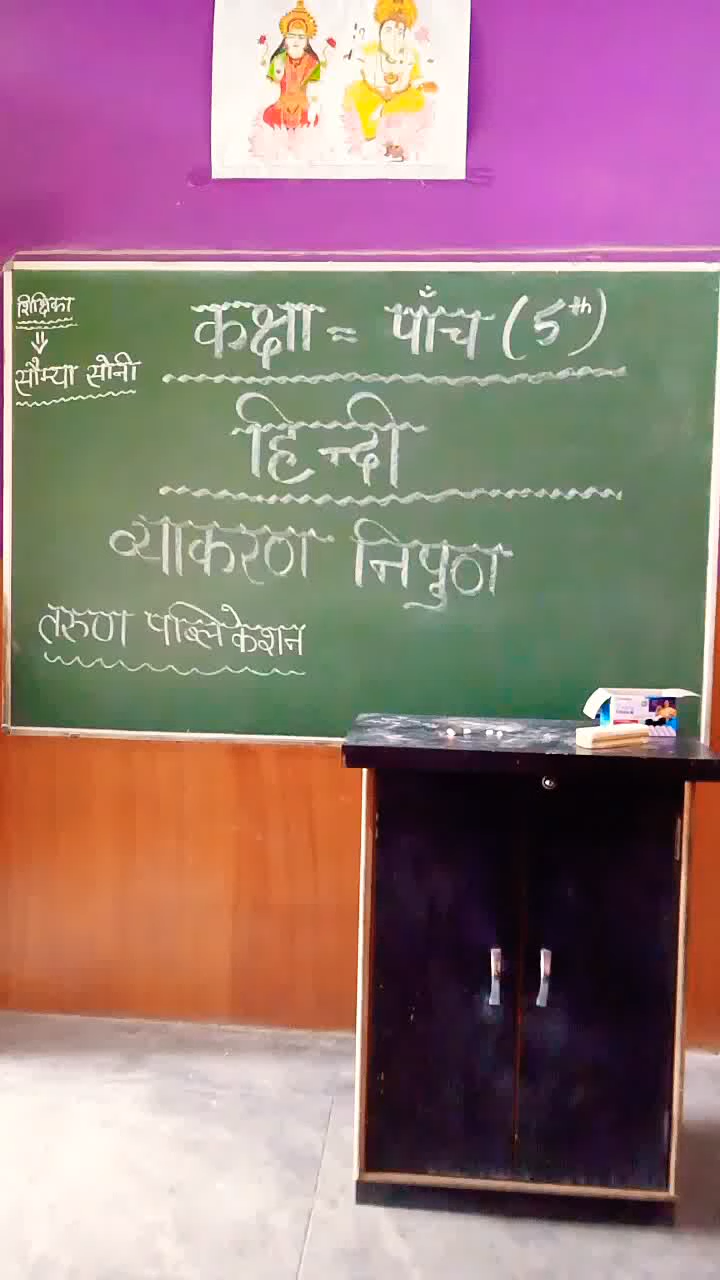 शिक्षिका
⇓
सौम्या सोनी
कक्षा = पाँच (5th)
हिन्दी
व्याकरण निपुण
तरुण पब्लिकेशन